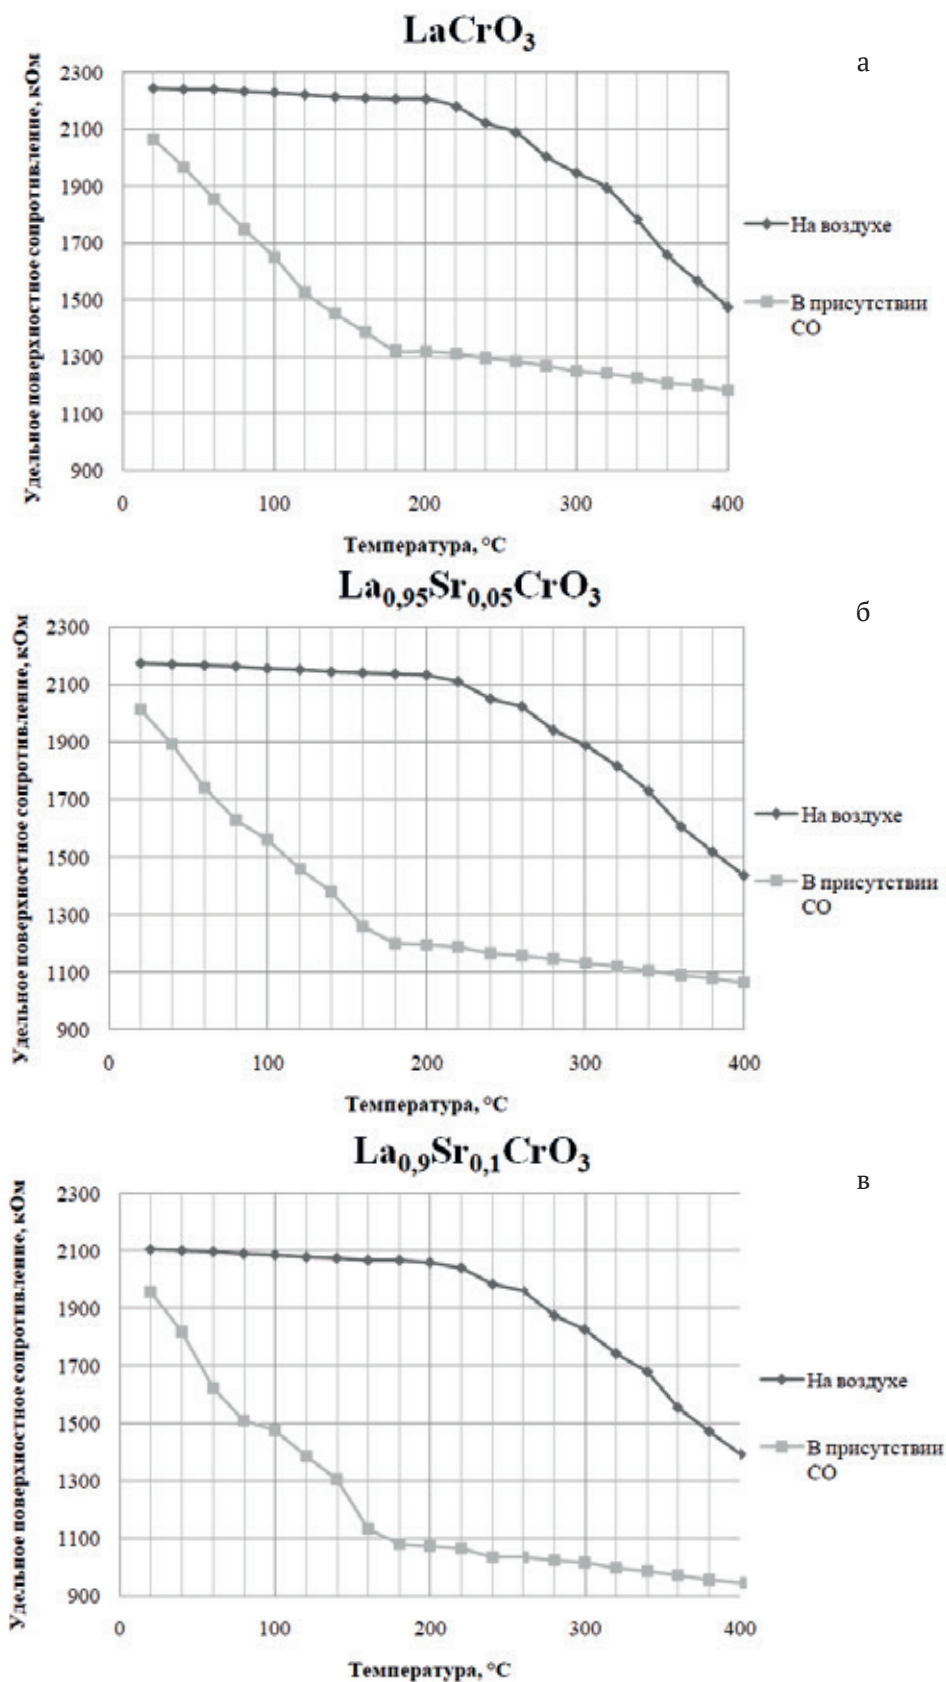 LaCrO3
а
Удельное поверхностное сопротивление, кОм
2300
2100
1900
1700
1500
1300
1100
900
0 100 200 300 400
Температура, °С
На воздухе
В присутствии
СО
La0,95Sr0,05CrO3
б
Удельное поверхностное сопротивление, кОм
2300
2100
1900
1700
1500
1300
1100
900
0 100 200 300 400
Температура, °С
На воздухе
В присутствии
СО
La0,9Sr0,1CrO3
в
Удельное поверхностное сопротивление, кОм
2300
2100
1900
1700
1500
1300
1100
900
0 100 200 300 400
Температура, °С
На воздухе
В присутствии
СО